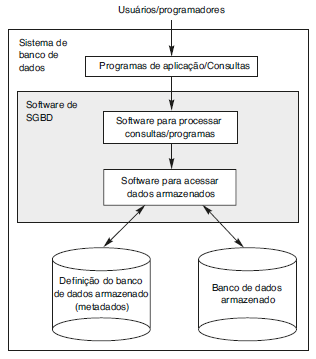 Usuários/programadores
Sistema de
banco de
dados
Programas de aplicação/Consultas
Software de
SGBD
Software para processar
consultas/programas
Software para acessar
dados armazenados
Definição do banco
de dados armazenado
(metadados)
Banco de dados
armazenado